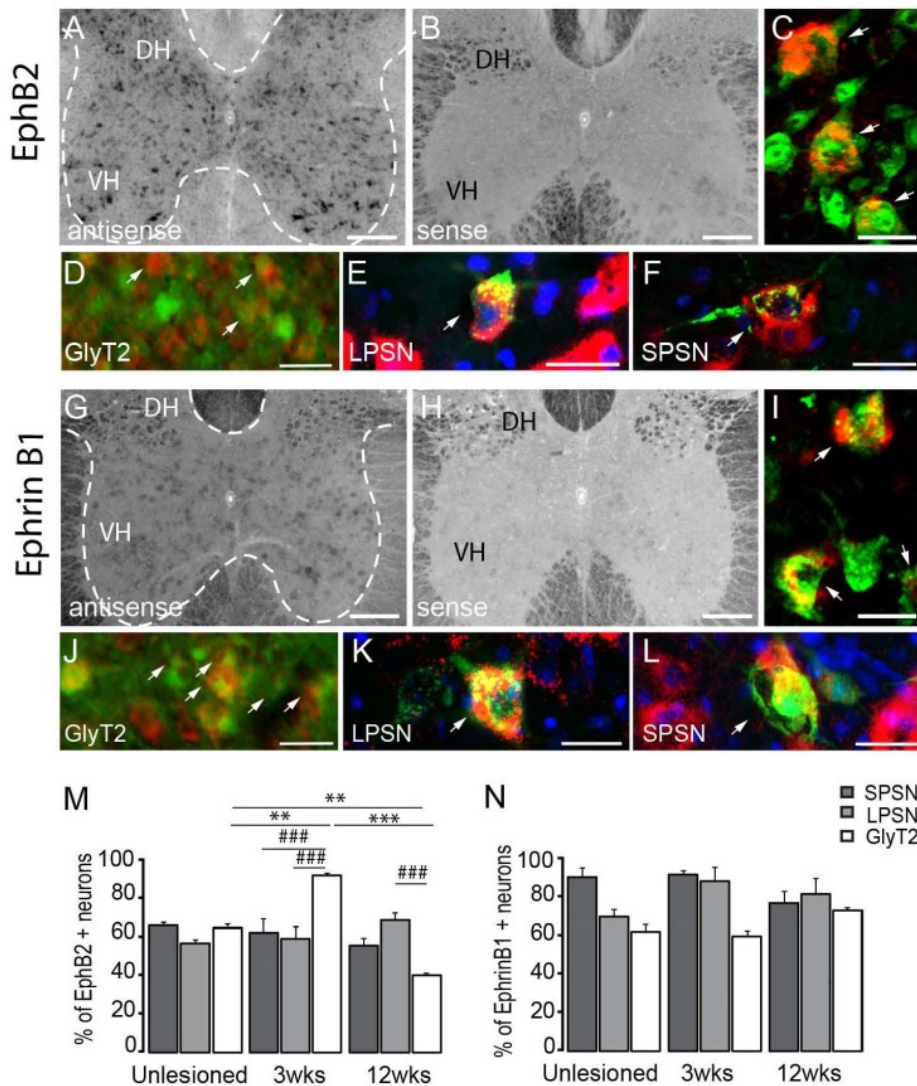 EphB2
A
DH
VH
antisense
B
DH
VH
sense
C
D
GlyT2
E
LPSN
F
SPSN
Ephrin B1
G
DH
VH
antisense
H
DH
VH
sense
I
J
GlyT2
K
LPSN
L
SPSN
M
**
** ***
###
### ###
% of EphB2 + neurons
100
80
60
40
20
0
Unlesioned 3wks 12wks
N
SPSN
LPSN
GlyT2
% of EphrinB1 + neurons
100
80
60
40
20
0
Unlesioned 3wks 12wks